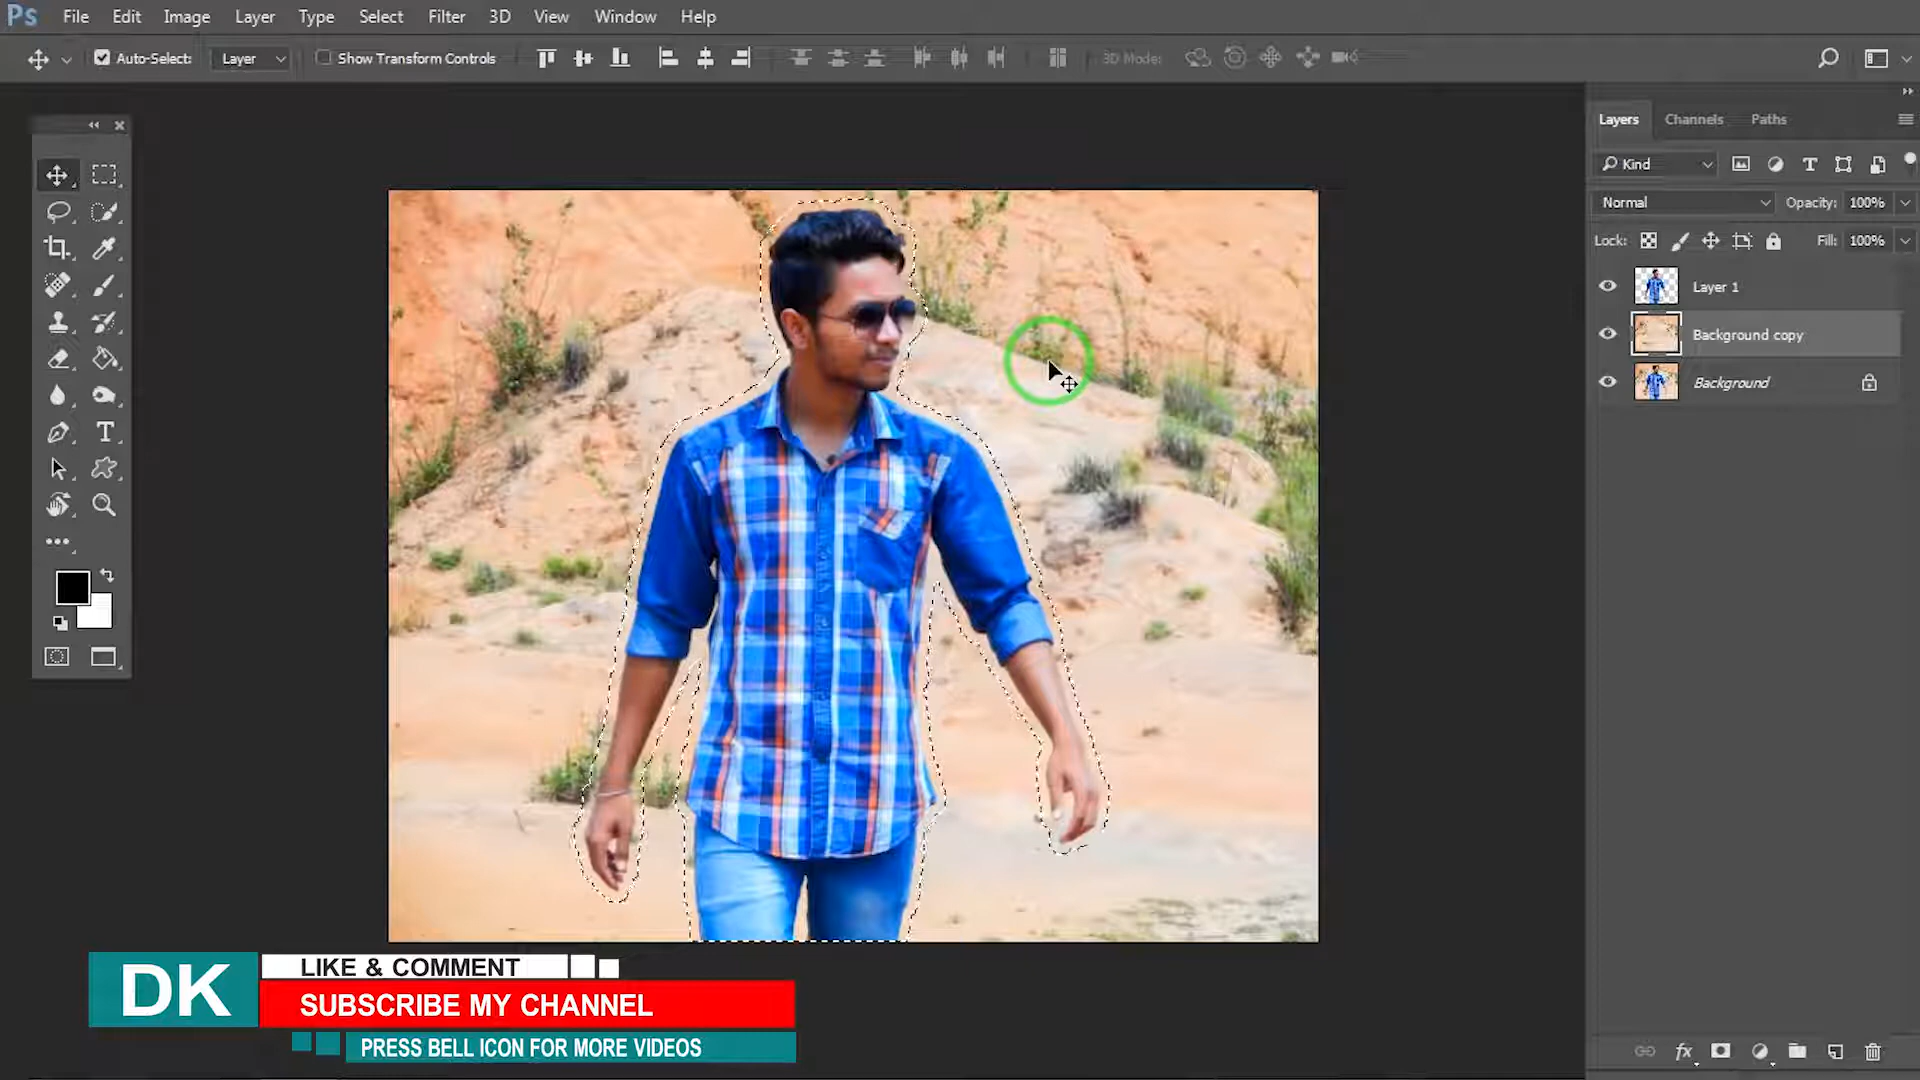 Ps File Edit Image Layer Type Select Filter 3D View Window Help
Auto-Select: Layer Show Transform Controls 3D Mode:
Layers Channels Paths
Kind
Normal Opacity: 100%
Lock: Fill: 100%
Layer 1
Background copy
Background
DK
LIKE & COMMENT
SUBSCRIBE MY CHANNEL
PRESS BELL ICON FOR MORE VIDEOS
fx